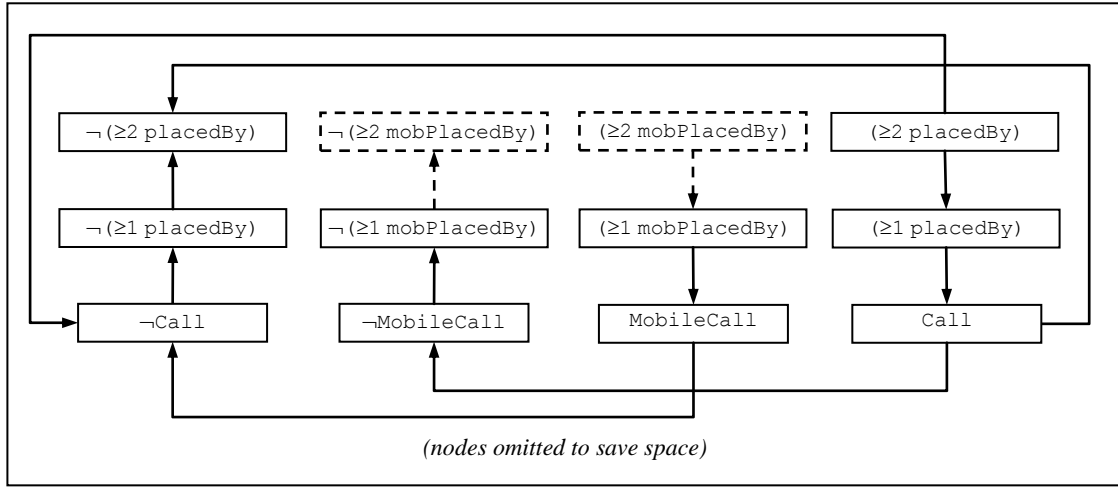 ¬(≥2 placedBy) ¬(≥2 mobPlacedBy) (≥2 mobPlacedBy) (≥2 placedBy)
¬(≥1 placedBy) ¬(≥1 mobPlacedBy) (≥1 mobPlacedBy) (≥1 placedBy)
¬Call ¬MobileCall MobileCall Call
(nodes omitted to save space)